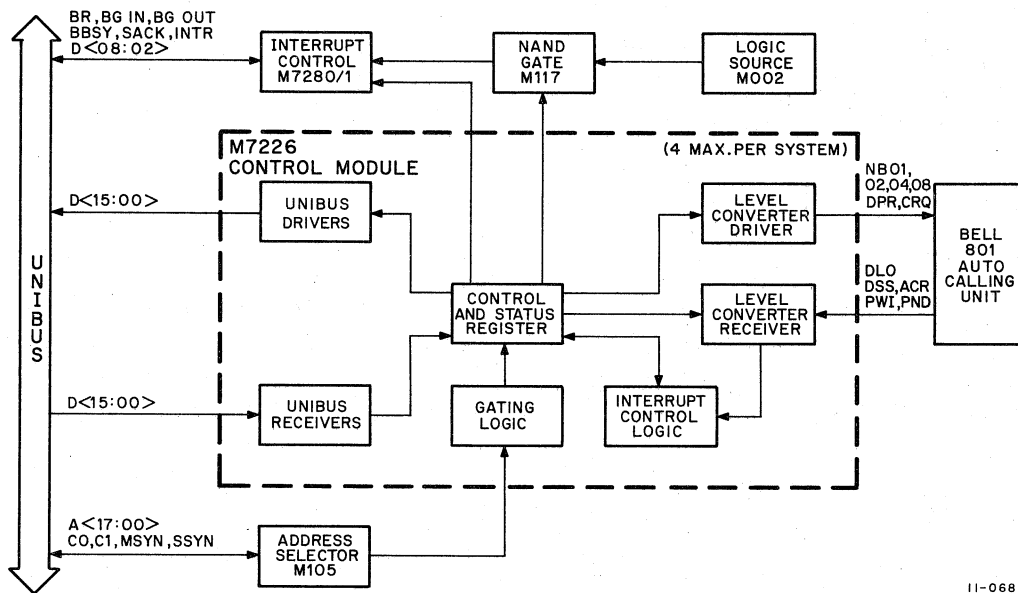 BR,BG IN,BG OUT
BBSY,SACK,INTR
D<08:02>
INTERRUPT
CONTROL
M7280/1
NAND
GATE
M117
LOGIC
SOURCE
M002
M7226
CONTROL MODULE
(4 MAX.PER SYSTEM)
UNIBUS
D<15:00>
UNIBUS
DRIVERS
LEVEL
CONVERTER
DRIVER
NB01,
02,04,08
DPR,CRQ
BELL
801
AUTO
CALLING
UNIT
CONTROL
AND STATUS
REGISTER
LEVEL
CONVERTER
RECEIVER
DLO
DSS,ACR
PWI,PND
D<15:00>
UNIBUS
RECEIVERS
GATING
LOGIC
INTERRUPT
CONTROL
LOGIC
A<17:00>
C0,C1,MSYN,SSYN
ADDRESS
SELECTOR
M105
11-068